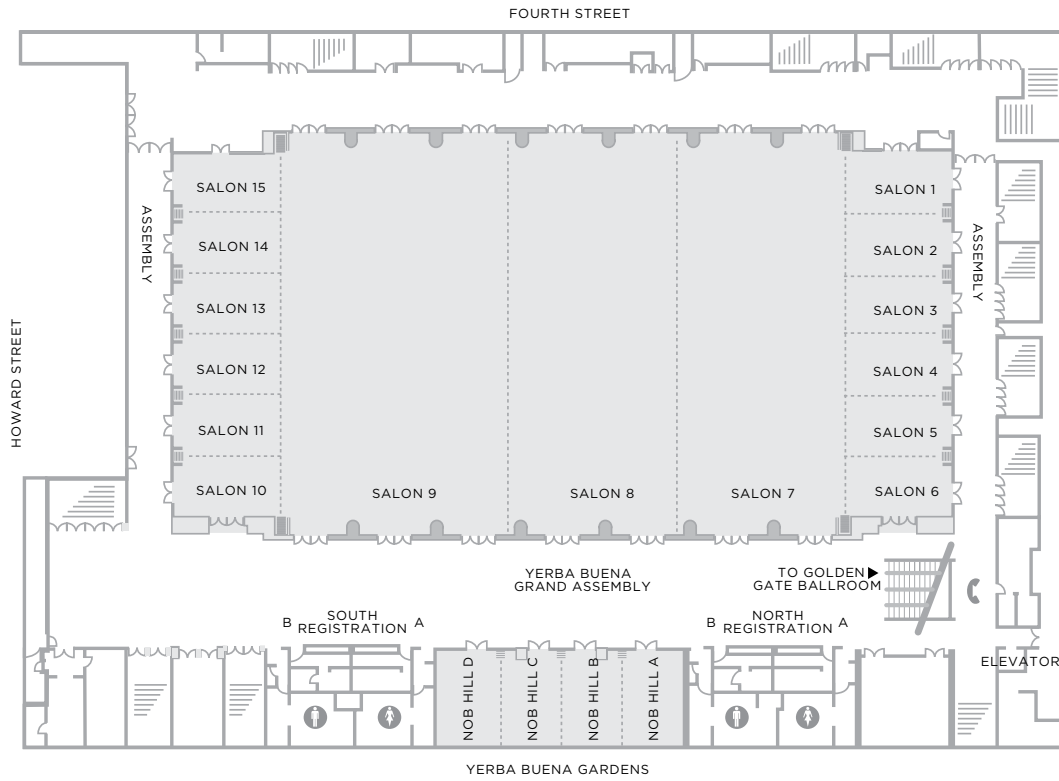 FOURTH STREET
SALON 15
SALON 1
ASSEMBLY
SALON 14
SALON 2
ASSEMBLY
SALON 13
SALON 3
HOWARD STREET
SALON 12
SALON 4
SALON 11
SALON 5
SALON 10
SALON 9
SALON 8
SALON 7
SALON 6
YERBA BUENA
GRAND ASSEMBLY
TO GOLDEN
GATE BALLROOM
B
SOUTH
REGISTRATION
A
B
NORTH
REGISTRATION
A
NOB HILL D
NOB HILL C
NOB HILL B
NOB HILL A
ELEVATOR
YERBA BUENA GARDENS